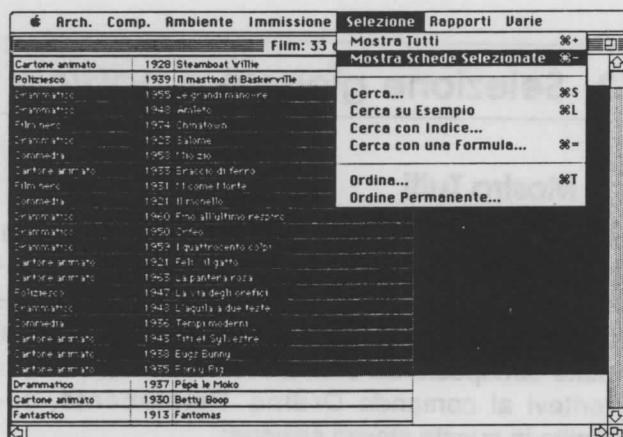 Arch. Comp. Ambiente Immissione Selezione Rapporti Varie
Film: 33
Mostra Tutti ⌘+
Mostra Schede Selezionate ⌘-
Cerca... ⌘S
Cerca su Esempio ⌘L
Cerca con Indice...
Cerca con una Formula... ⌘=
Ordina... ⌘T
Ordine Permanente...
Cartone animato 1928 Steamboat Willie
Poliziesco 1939 Il mastino di Baskerville
Drammatico 1955 Le grandi manovre
Drammatico 1948 Amleto
Film nero 1974 Chinatown
Drammatico 1923 Salome
Commedia 1958 Mio zio
Cartone animato 1933 Braccio di ferro
Film nero 1931 M come Morte
Commedia 1921 Il monello
Drammatico 1960 Fino all'ultimo respiro
Drammatico 1950 Orfeo
Drammatico 1959 I quattrocento colpi
Cartone animato 1921 Felix il gatto
Cartone animato 1963 La pantera rosa
Poliziesco 1947 La via degli orefici
Drammatico 1948 L'aquila a due teste
Commedia 1936 Tempi moderni
Cartone animato 1943 Titi et Sylvestre
Cartone animato 1938 Bugs Bunny
Cartone animato 1935 Porky Pig
Drammatico 1937 Pépé le Moko
Cartone animato 1930 Betty Boop
Fantastico 1913 Fantomas